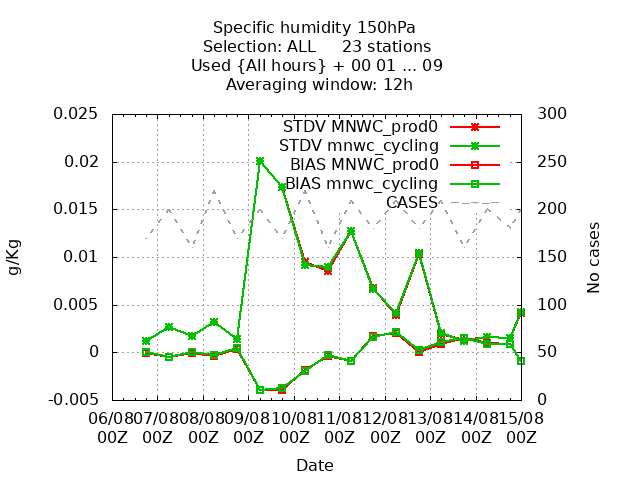 Specific humidity 150hPa
Selection: ALL     23 stations
Used {All hours} + 00 01 ... 09
Averaging window: 12h
0.025
0.02
0.015
0.01
0.005
0
-0.005
300
250
200
150
100
50
0
STDV MNWC_prod0
STDV mnwc_cycling
BIAS MNWC_prod0
BIAS mnwc_cycling
CASES
g/Kg
No cases
06/08 07/08 08/08 09/08 10/08 11/08 12/08 13/08 14/08 15/08
00Z 00Z 00Z 00Z 00Z 00Z 00Z 00Z 00Z 00Z
Date